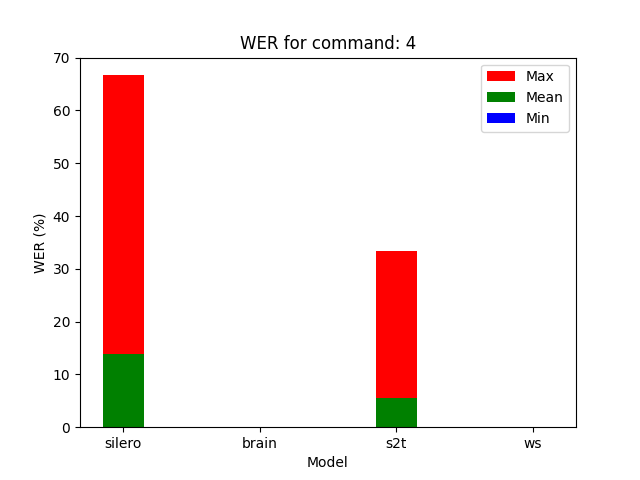 WER for command: 4
Max
Mean
Min
70
60
50
40
30
20
10
0
WER (%)
silero brain s2t ws
Model